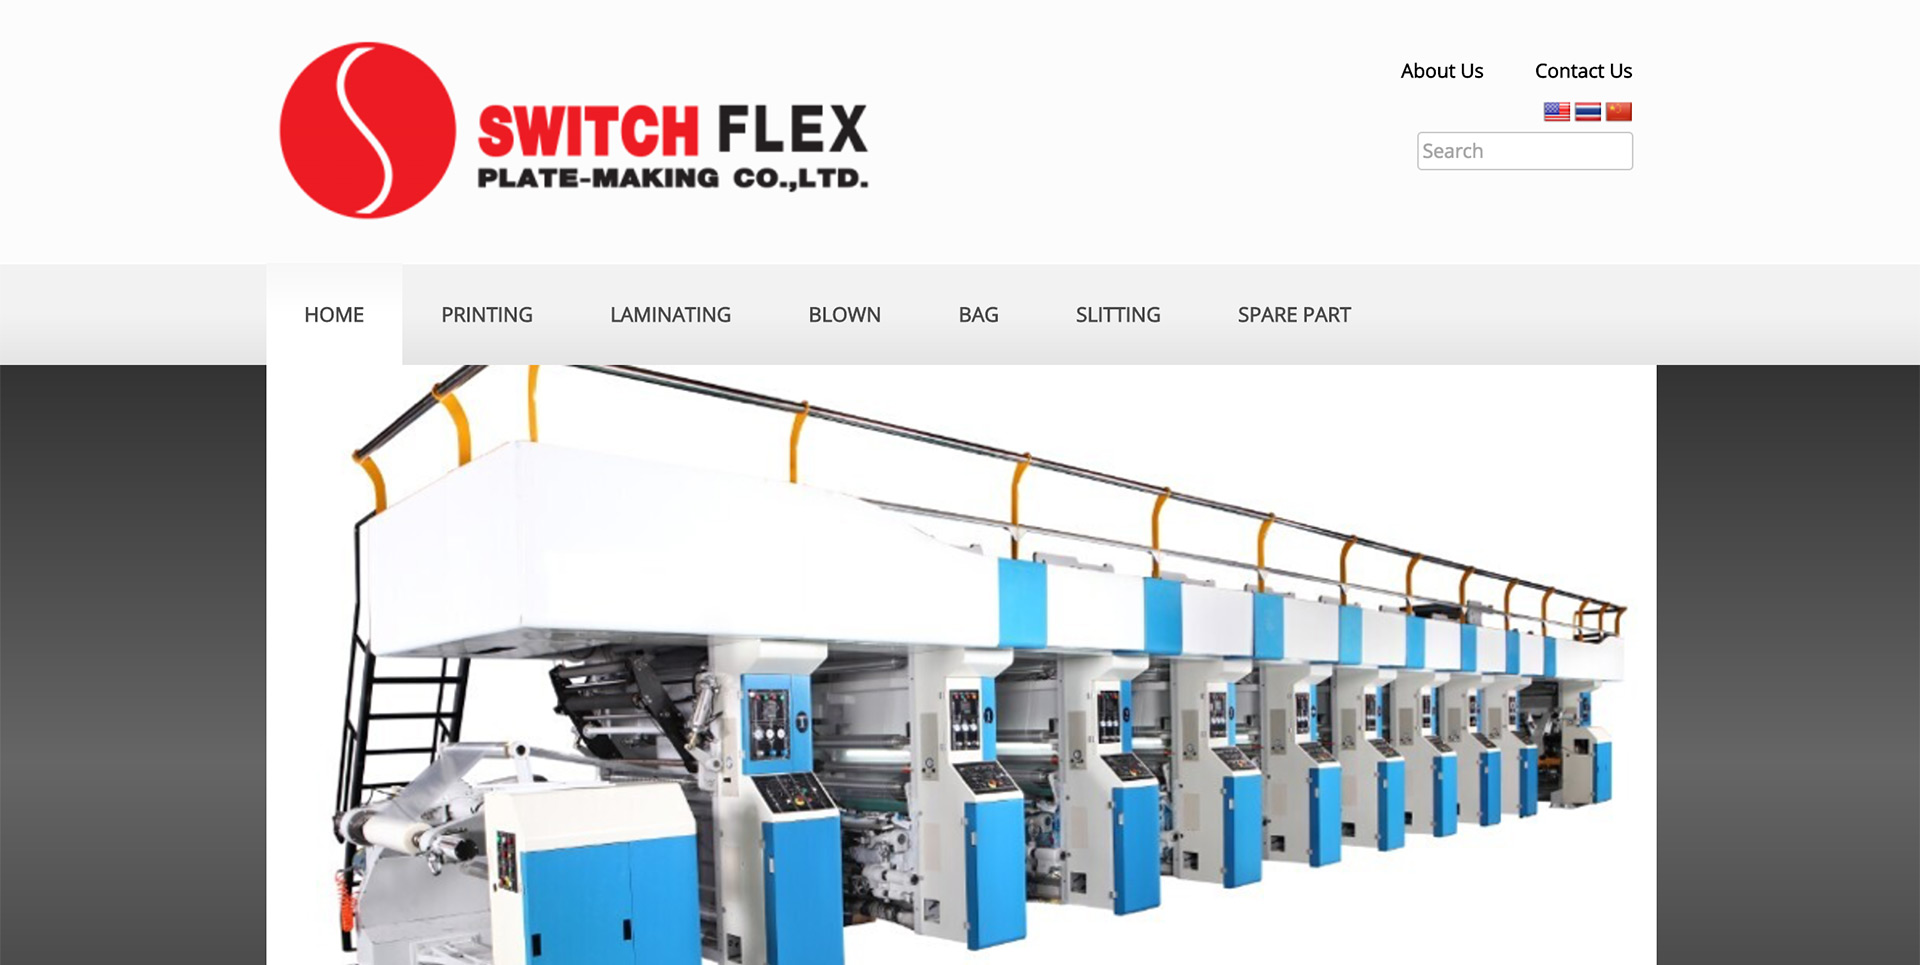 SWITCH FLEX
PLATE-MAKING CO.,LTD.
About Us
Contact Us
Search
HOME
PRINTING
LAMINATING
BLOWN
BAG
SLITTING
SPARE PART